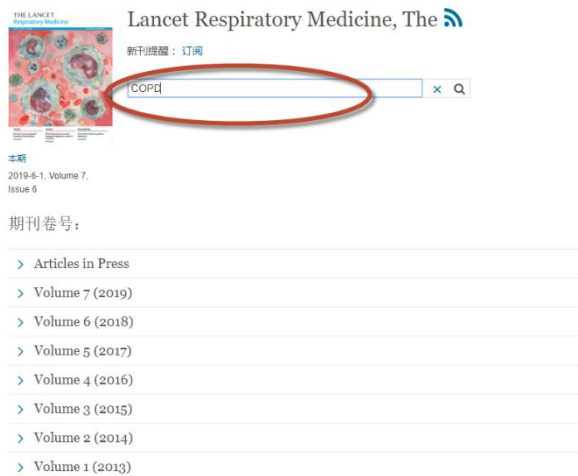 THE LANCET
Respiratory Medicine
Lancet Respiratory Medicine, The
新刊提醒： 订阅
COPD
本期
2019-6-1, Volume 7,
Issue 6
期刊卷号：
Articles in Press
Volume 7 (2019)
Volume 6 (2018)
Volume 5 (2017)
Volume 4 (2016)
Volume 3 (2015)
Volume 2 (2014)
Volume 1 (2013)